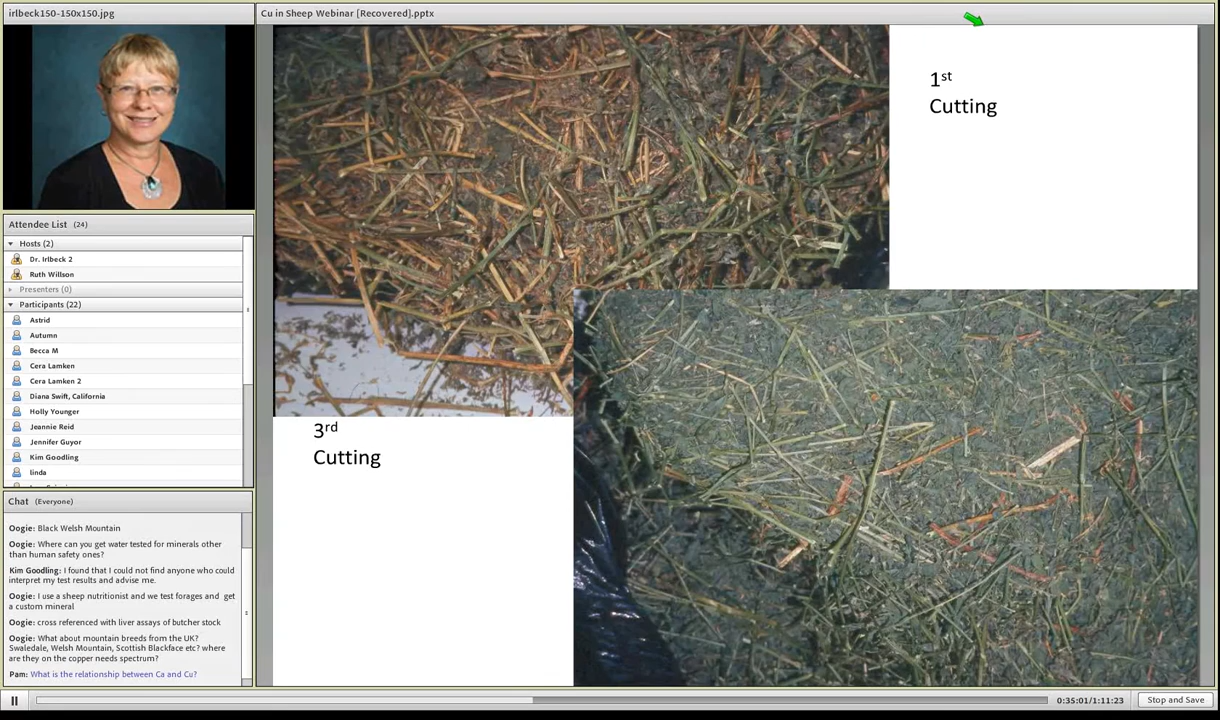 irlbeck150-150x150.jpg
Cu in Sheep Webinar [Recovered].pptx
1st
Cutting
3rd
Cutting
Attendee List (24)
Hosts (2)
Dr. Irlbeck 2
Ruth Willson
Presenters (0)
Participants (22)
Astrid
Autumn
Becca M
Cera Lamken
Cera Lamken 2
Diana Swift, California
Holly Younger
Jeannie Reid
Jennifer Guyor
Kim Goodling
linda
Chat (Everyone)
Oogie: Black Welsh Mountain
Oogie: Where can you get water tested for minerals other
than human safety ones?
Kim Goodling: I found that I could not find anyone who could
interpret my test results and advise me.
Oogie: I use a sheep nutritionist and we test forages and get
a custom mineral
Oogie: cross referenced with liver assays of butcher stock
Oogie: What about mountain breeds from the UK?
Swaledale, Welsh Mountain, Scottish Blackface etc? where
are they on the copper needs spectrum?
Pam: What is the relationship between Ca and Cu?
0:35:01/1:11:23
Stop and Save